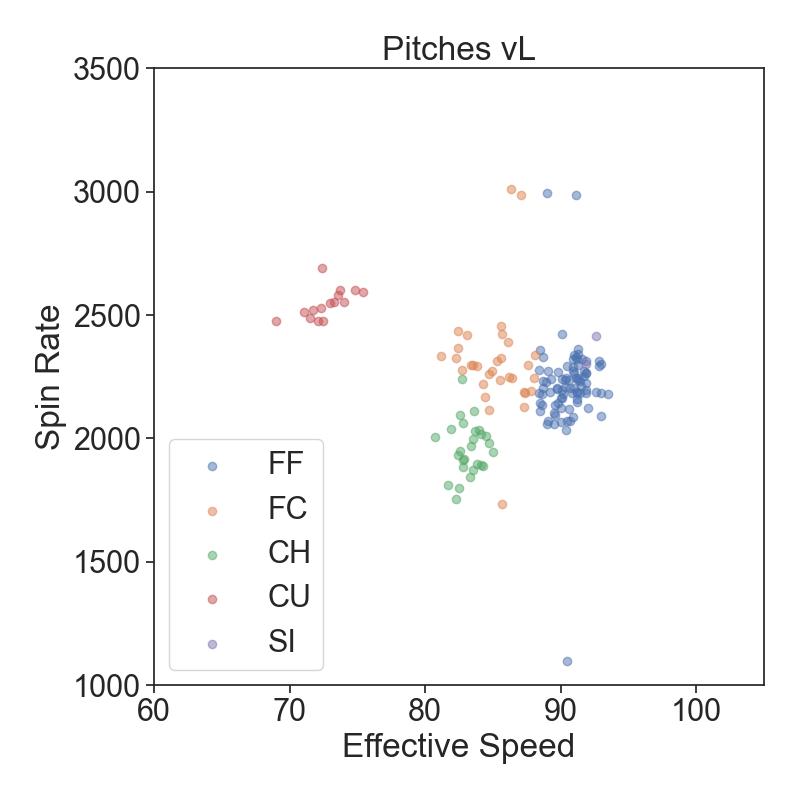 Pitches vL
3500
3000
2500
2000
1500
1000
Spin Rate
FF
FC
CH
CU
SI
60 70 80 90 100
Effective Speed